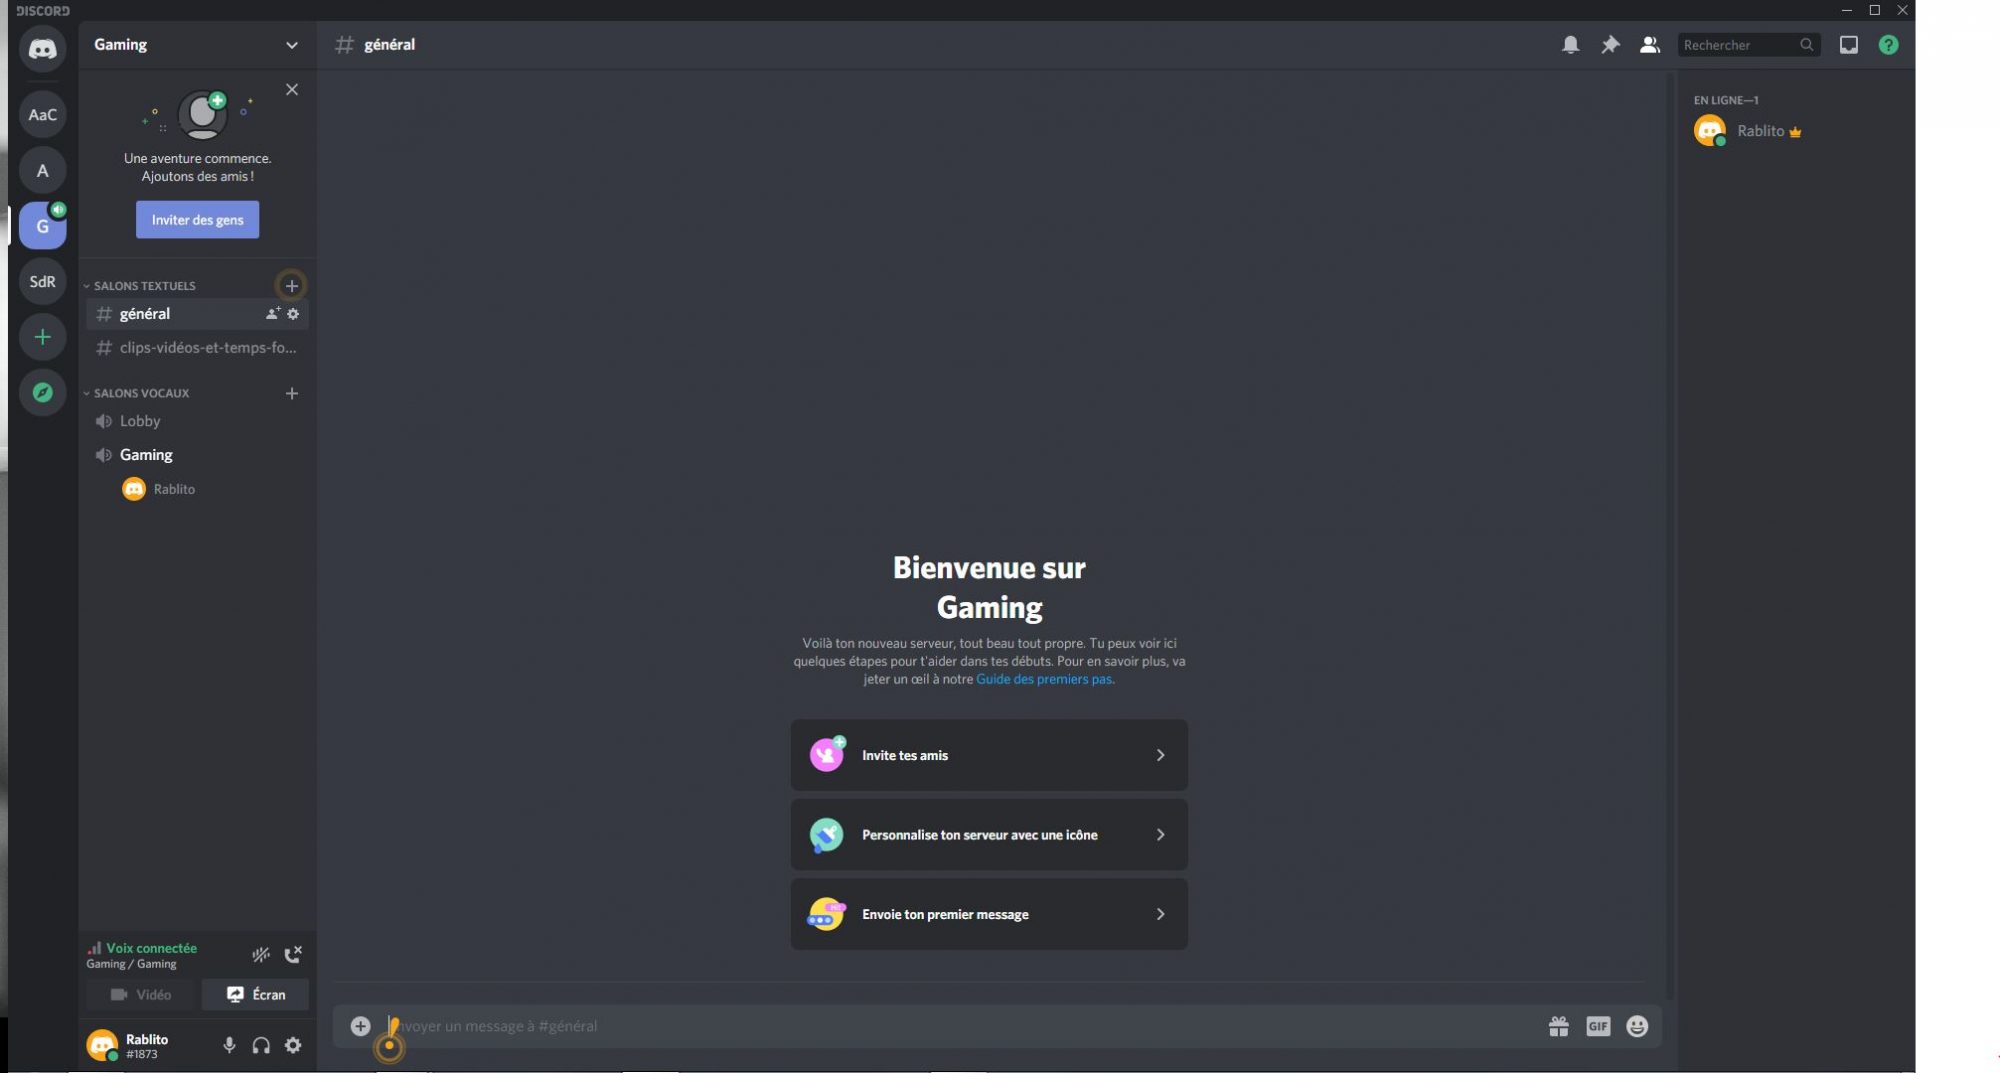 DISCORD
Gaming
général
Rechercher
AaC
A
G
SdR
Une aventure commence.
Ajoutons des amis !
Inviter des gens
SALONS TEXTUELS
général
clips-vidéos-et-temps-fo...
SALONS VOCAUX
Lobby
Gaming
Rablito
Voix connectée
Gaming / Gaming
Vidéo
Écran
Rablito
#1873
Bienvenue sur
Gaming
Voilà ton nouveau serveur, tout beau tout propre. Tu peux voir ici
quelques étapes pour t'aider dans tes débuts. Pour en savoir plus, va
jeter un œil à notre Guide des premiers pas.
Invite tes amis
Personnalise ton serveur avec une icône
Envoie ton premier message
nvoyer un message à #général
GIF
EN LIGNE—1
Rablito